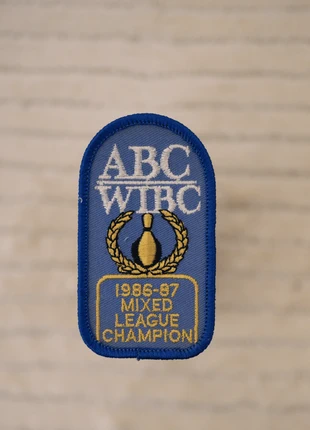 ABC
WIBC
1986-87
MIXED
LEAGUE
CHAMPION